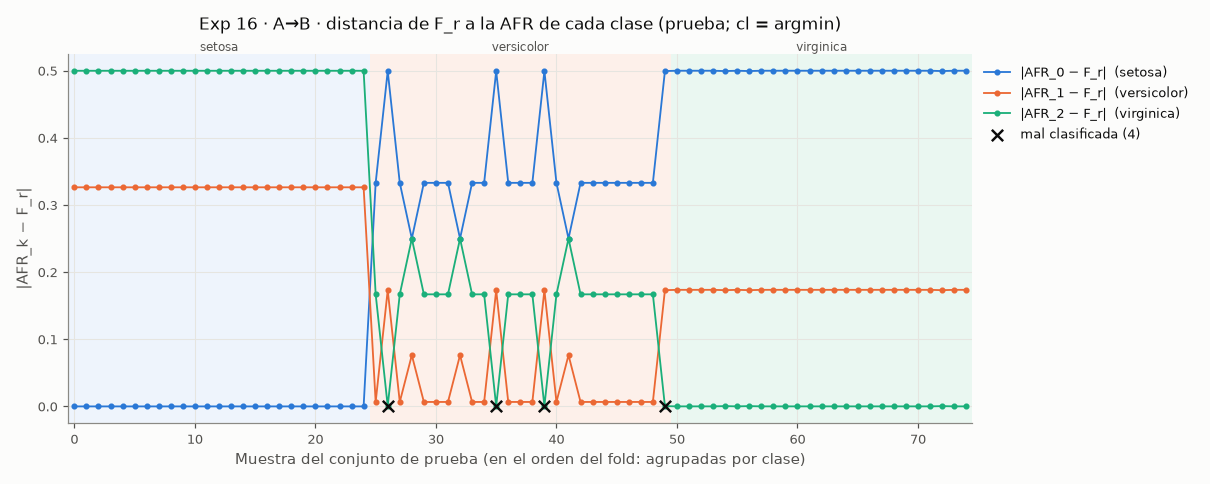 Exp 16 · A→B · distancia de F_r a la AFR de cada clase (prueba; cl = argmin)
setosa versicolor virginica
|AFR_0 − F_r| (setosa)
|AFR_1 − F_r| (versicolor)
|AFR_2 − F_r| (virginica)
mal clasificada (4)
|AFR_k − F_r|
0.5
0.4
0.3
0.2
0.1
0.0
0 10 20 30 40 50 60 70
Muestra del conjunto de prueba (en el orden del fold: agrupadas por clase)